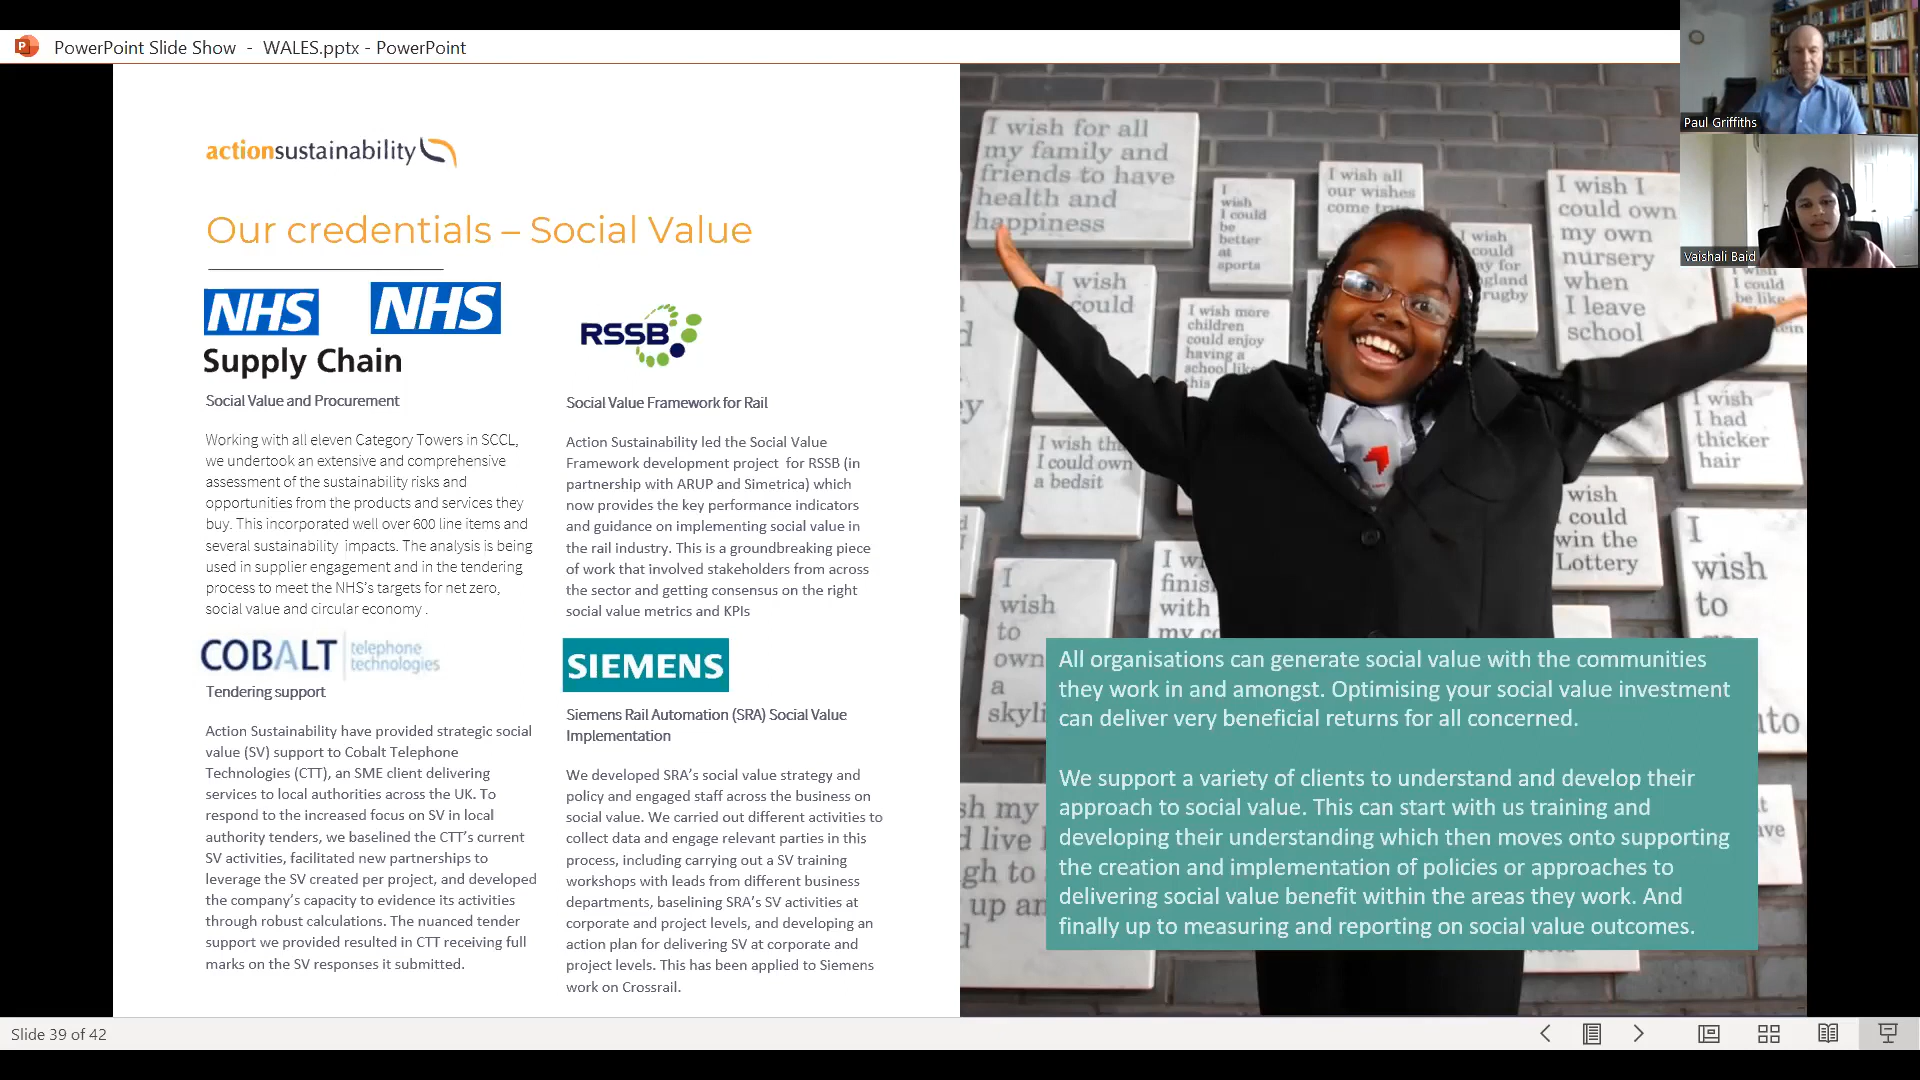 PowerPoint Slide Show - WALES.pptx - PowerPoint
Paul Griffiths
Vaishali Baid
actionsustainability
Our credentials – Social Value
NHS
Supply Chain
NHS
Social Value and Procurement
Working with all eleven Category Towers in SCCL,
we undertook an extensive and comprehensive
assessment of the sustainability risks and
opportunities from the products and services they
buy. This incorporated well over 600 line items and
several sustainability impacts. The analysis is being
used in supplier engagement and in the tendering
process to meet the NHS's targets for net zero,
social value and circular economy .
COBALT telephone
technologies
Tendering support
Action Sustainability have provided strategic social
value (SV) support to Cobalt Telephone
Technologies (CTT), an SME client delivering
services to local authorities across the UK. To
respond to the increased focus on SV in local
authority tenders, we baselined the CTT's current
SV activities, facilitated new partnerships to
leverage the SV created per project, and developed
the company's capacity to evidence its activities
through robust calculations. The nuanced tender
support we provided resulted in CTT receiving full
marks on the SV responses it submitted.
RSSB
Social Value Framework for Rail
Action Sustainability led the Social Value
Framework development project for RSSB (in
partnership with ARUP and Simetrica) which
now provides the key performance indicators
and guidance on implementing social value in
the rail industry. This is a groundbreaking piece
of work that involved stakeholders from across
the sector and getting consensus on the right
social value metrics and KPIs
SIEMENS
Siemens Rail Automation (SRA) Social Value
Implementation
We developed SRA's social value strategy and
policy and engaged staff across the business on
social value. We carried out different activities to
collect data and engage relevant parties in this
process, including carrying out a SV training
workshops with leads from different business
departments, baselining SRA's SV activities at
corporate and project levels, and developing an
action plan for delivering SV at corporate and
project levels. This has been applied to Siemens
work on Crossrail.
I wish for all
my family and
friends to have
health and
happiness
I
wish
I could
be
better
at
sports
I wish all
our wishes
come
wish
could
for
rugby
I wish I
could own
my own
nursery
when
I leave
school
I wish
I could
be like
I wish
could
I wish more
children
could enjoy
having a
school like
this
I wish
I could own
a bedsit
I wish
I had
thicker
hair
wish
could
win the
Lottery
I
wish
to
own
a
with
my
I
wish
to
my
live
to
up
All organisations can generate social value with the communities
they work in and amongst. Optimising your social value investment
can deliver very beneficial returns for all concerned.
We support a variety of clients to understand and develop their
approach to social value. This can start with us training and
developing their understanding which then moves onto supporting
the creation and implementation of policies or approaches to
delivering social value benefit within the areas they work. And
finally up to measuring and reporting on social value outcomes.
Slide 39 of 42